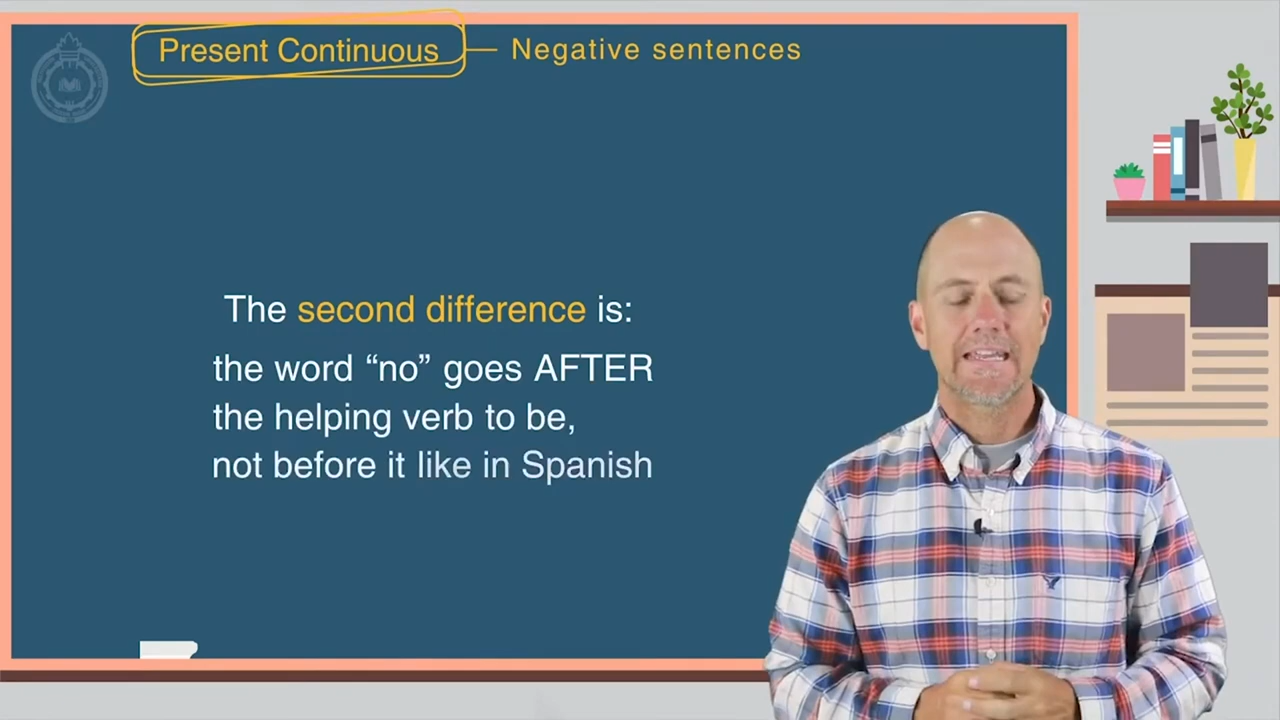 Present Continuous — Negative sentences
The second difference is:
the word “no” goes AFTER
the helping verb to be,
not before it like in Spanish